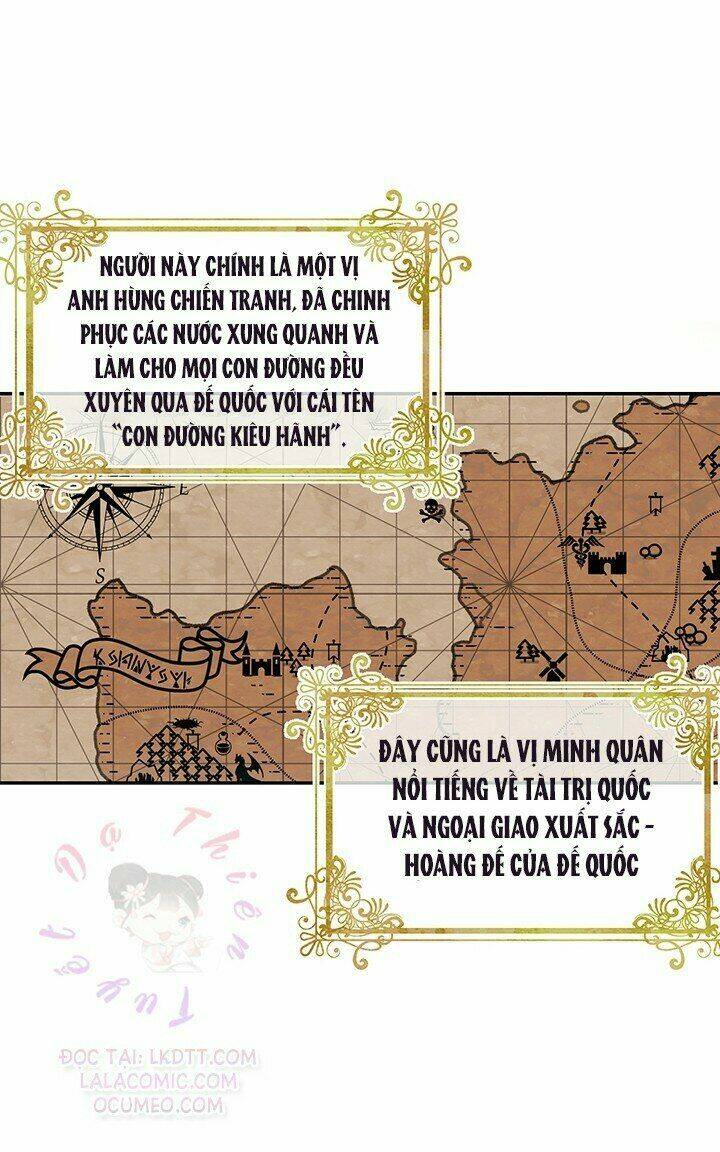 NGƯỜI NÀY CHÍNH LÀ MỘT VỊ
ANH HÙNG CHIẾN TRANH, ĐÃ CHINH
PHỤC CÁC NƯỚC XUNG QUANH VÀ
LÀM CHO MỌI CON ĐƯỜNG ĐỀU
XUYÊN QUA ĐẾ QUỐC VỚI CÁI TÊN
“CON ĐƯỜNG KIÊU HÃNH”.
E
S
ĐÂY CŨNG LÀ VỊ MINH QUÂN
NỔI TIẾNG VỀ TÀI TRỊ QUỐC
VÀ NGOẠI GIAO XUẤT SẮC -
HOÀNG ĐẾ CỦA ĐẾ QUỐC
Dạ Thiên Tuyết
ĐỌC TẠI: LKDTT.COM
LALACOMIC.COM
OCUMEO.COM